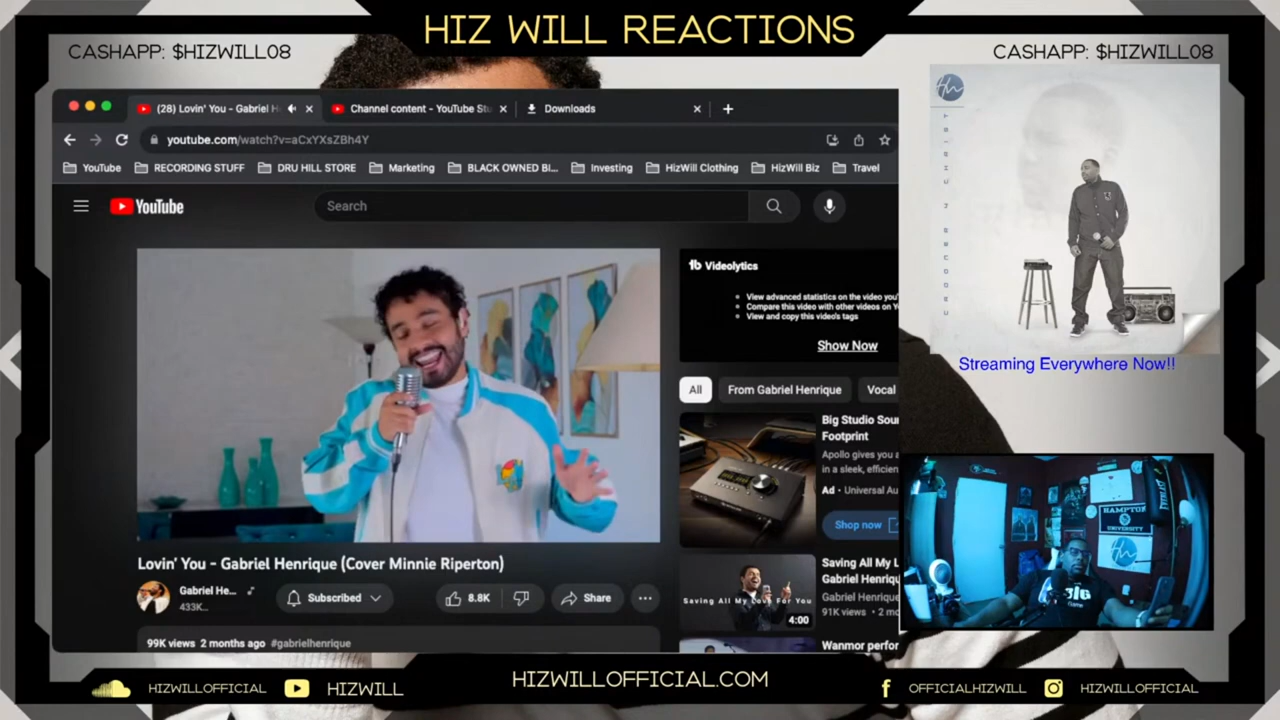 HIZ WILL REACTIONS
CASHAPP: $HIZWILL08
CASHAPP: $HIZWILL08
(28) Lovin' You - Gabriel H
Channel content - YouTube Stu
Downloads
youtube.com/watch?v=aCxYXsZBh4Y
YouTube
RECORDING STUFF
DRU HILL STORE
Marketing
BLACK OWNED BI...
Investing
HizWill Clothing
HizWill Biz
Travel
YouTube
Search
Videolytics
View advanced statistics on the video you'
Compare this video with other videos on Y
View and copy this video's tags
Show Now
All
From Gabriel Henrique
Vocal
Big Studio Sou
Footprint
Apollo gives you a
in a sleek, efficien
Ad · Universal Au
Shop now
Saving All My Love For You
4:00
Saving All My L
Gabriel Henriq
91K views · 2 mo
Wanmor perfor
Lovin' You - Gabriel Henrique (Cover Minnie Riperton)
Gabriel He...
433K...
Subscribed
8.8K
Share
99K views 2 months ago #gabrielhenrique
Streaming Everywhere Now!!
HAMPTON
UNIVERSITY
HIZWILLOFFICIAL
HIZWILL
HIZWILLOFFICIAL.COM
OFFICIALHIZWILL
HIZWILLOFFICIAL